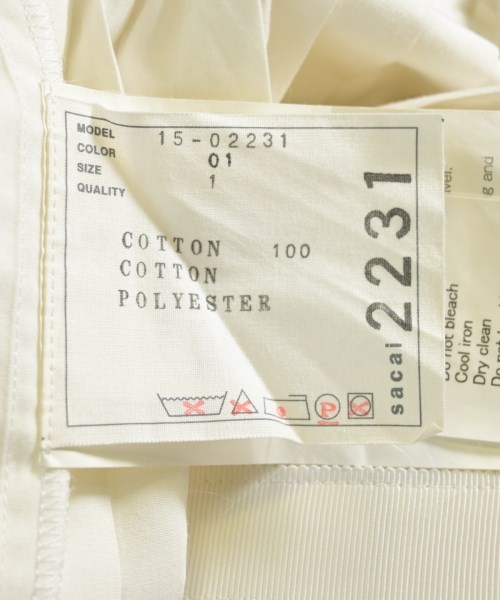 MODEL 15-02231
COLOR 01
SIZE 1
QUALITY
COTTON 100
COTTON
POLYESTER
P
sacai 2231
g and
not bleach
Cool iron
Dry clean